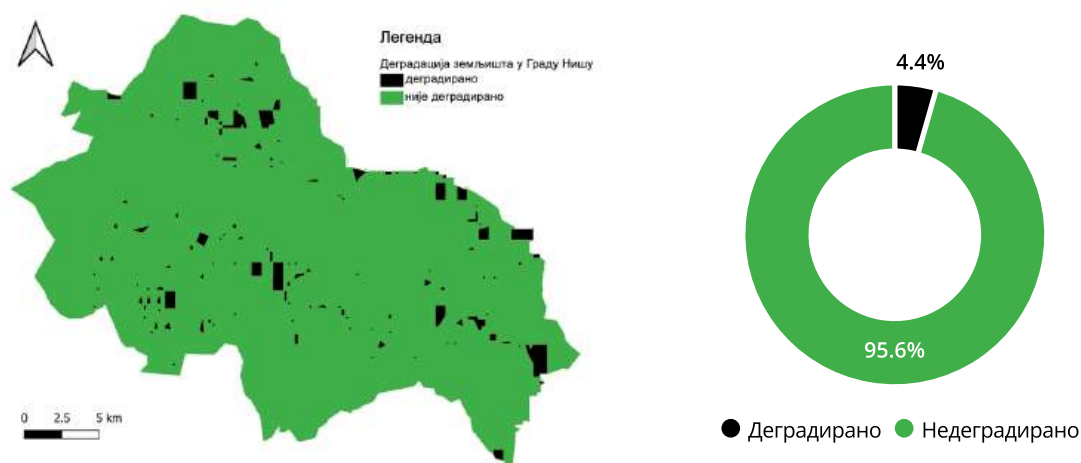 Легенда
Деградација земљишта у Граду Нишу
деградирано
није деградирано
0 2.5 5 km
4.4%
95.6%
Деградирано Недеградирано